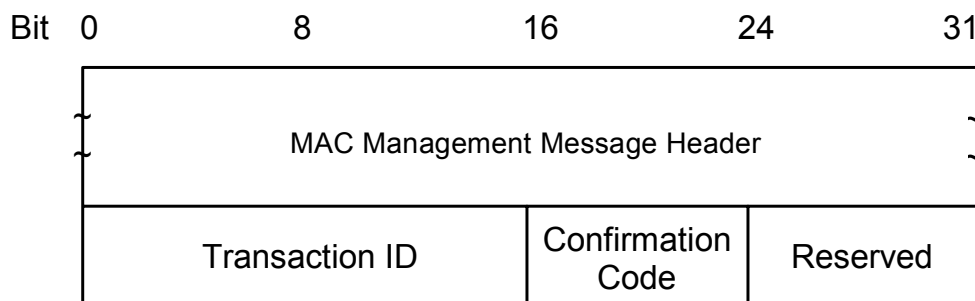 Bit 0 8 16 24 31
MAC Management Message Header
Transaction ID
Confirmation
Code
Reserved